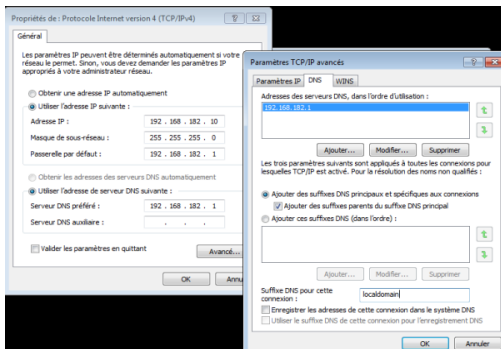 Propriétés de : Protocole Internet version 4 (TCP/IPv4)
Général
Les paramètres IP peuvent être déterminés automatiquement si votre
réseau le permet. Sinon, vous devez demander les paramètres IP
appropriés à votre administrateur réseau.
Obtenir une adresse IP automatiquement
Utiliser l'adresse IP suivante :
Adresse IP :
192 . 168 . 182 . 10
Masque de sous-réseau :
255 . 255 . 255 . 0
Passerelle par défaut :
192 . 168 . 182 . 1
Obtenir les adresses des serveurs DNS automatiquement
Utiliser l'adresse de serveur DNS suivante :
Serveur DNS préféré :
192 . 168 . 182 . 1
Serveur DNS auxiliaire :
. . .
Valider les paramètres en quittant
Avancé...
OK
Annu
Paramètres TCP/IP avancés
Paramètres IP
DNS
WINS
Adresses des serveurs DNS, dans l'ordre d'utilisation :
192.168.182.1
Ajouter...
Modifier...
Supprimer
Les trois paramètres suivants sont appliqués à toutes les connexions pour
lesquelles TCP/IP est activé. Pour la résolution des noms non qualifiés :
Ajouter des suffixes DNS principaux et spécifiques aux connexions
Ajouter des suffixes parents du suffixe DNS principal
Ajouter ces suffixes DNS (dans l'ordre) :
Ajouter...
Modifier...
Supprimer
Suffixe DNS pour cette
connexion :
localdomain
Enregistrer les adresses de cette connexion dans le système DNS
Utiliser le suffixe DNS de cette connexion pour l'enregistrement DNS
OK
Annuler